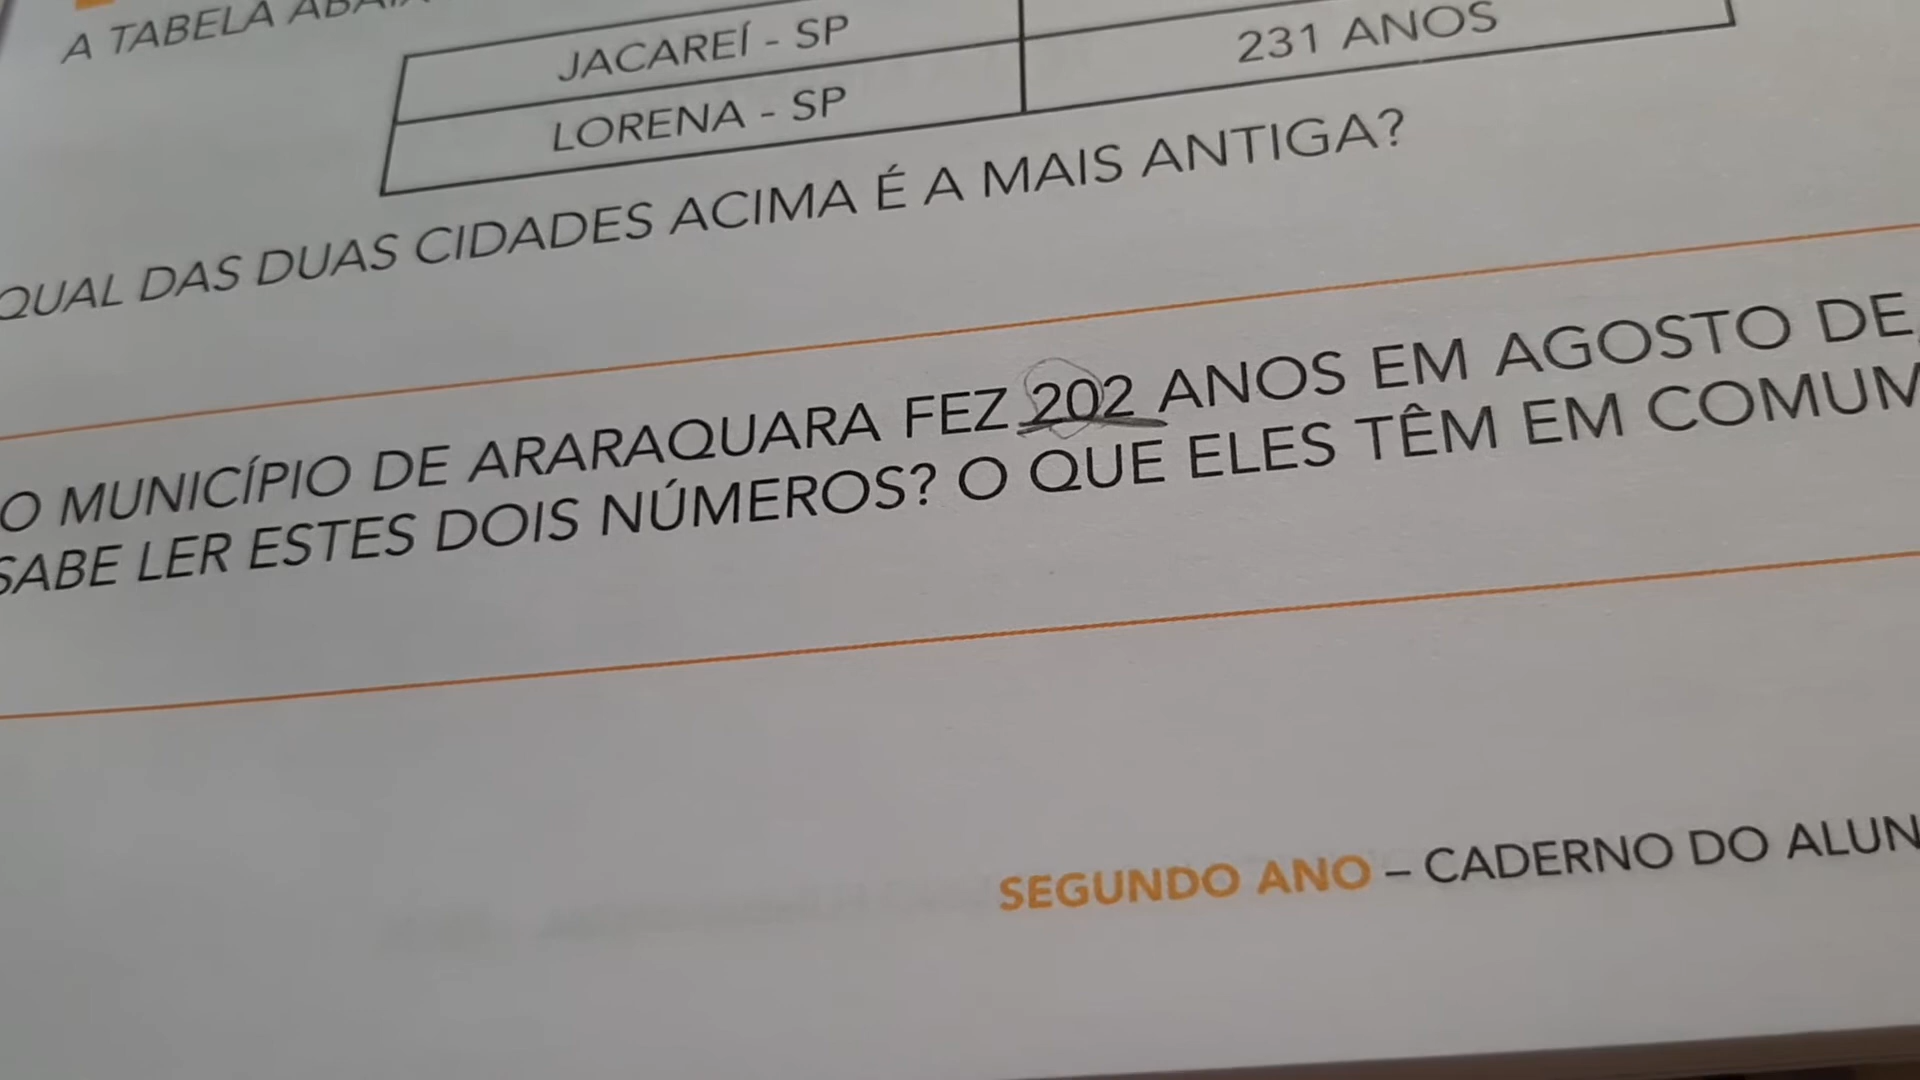 A TABELA
JACAREÍ - SP
LORENA - SP
231 ANOS
QUAL DAS DUAS CIDADES ACIMA É A MAIS ANTIGA?
O MUNICÍPIO DE ARARAQUARA FEZ 202 ANOS EM AGOSTO DE
SABE LER ESTES DOIS NÚMEROS? O QUE ELES TÊM EM COMUM
SEGUNDO ANO – CADERNO DO ALUN